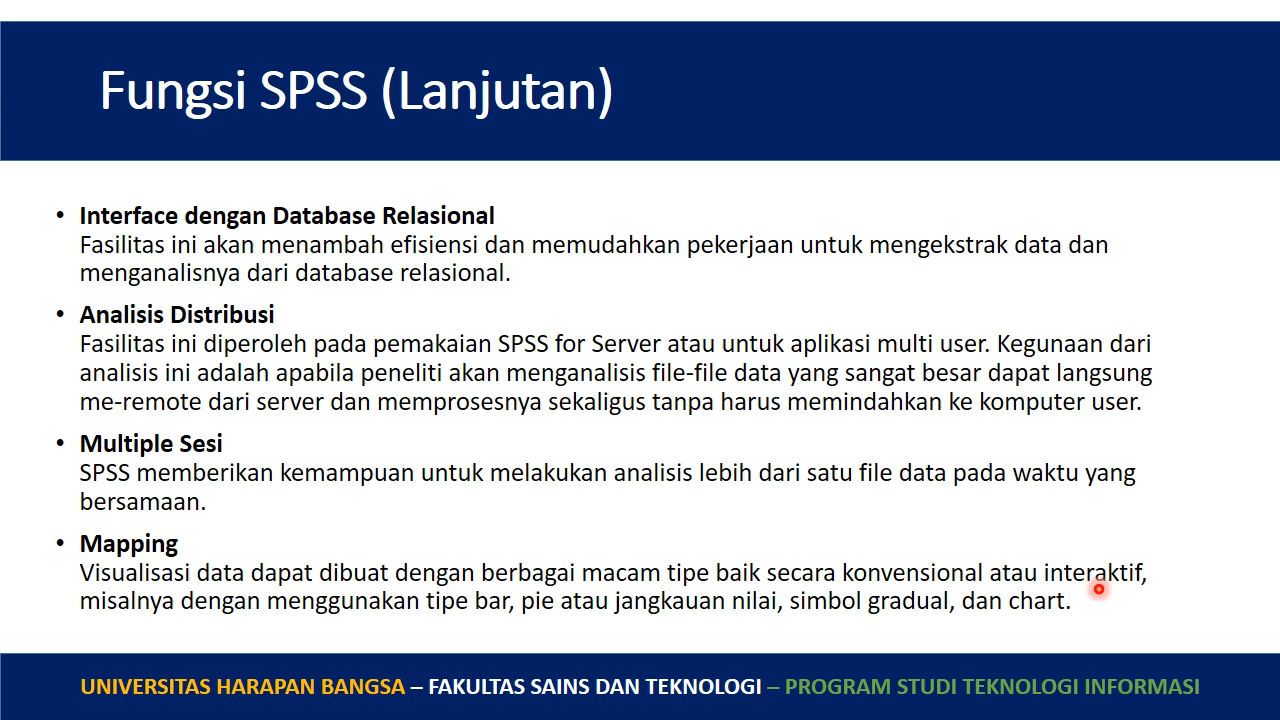 Fungsi SPSS (Lanjutan)
• Interface dengan Database Relasional
Fasilitas ini akan menambah efisiensi dan memudahkan pekerjaan untuk mengekstrak data dan
menganalisnya dari database relasional.
• Analisis Distribusi
Fasilitas ini diperoleh pada pemakaian SPSS for Server atau untuk aplikasi multi user. Kegunaan dari
analisis ini adalah apabila peneliti akan menganalisis file-file data yang sangat besar dapat langsung
me-remote dari server dan memprosesnya sekaligus tanpa harus memindahkan ke komputer user.
• Multiple Sesi
SPSS memberikan kemampuan untuk melakukan analisis lebih dari satu file data pada waktu yang
bersamaan.
• Mapping
Visualisasi data dapat dibuat dengan berbagai macam tipe baik secara konvensional atau interaktif,
misalnya dengan menggunakan tipe bar, pie atau jangkauan nilai, simbol gradual, dan chart.
UNIVERSITAS HARAPAN BANGSA – FAKULTAS SAINS DAN TEKNOLOGI – PROGRAM STUDI TEKNOLOGI INFORMASI